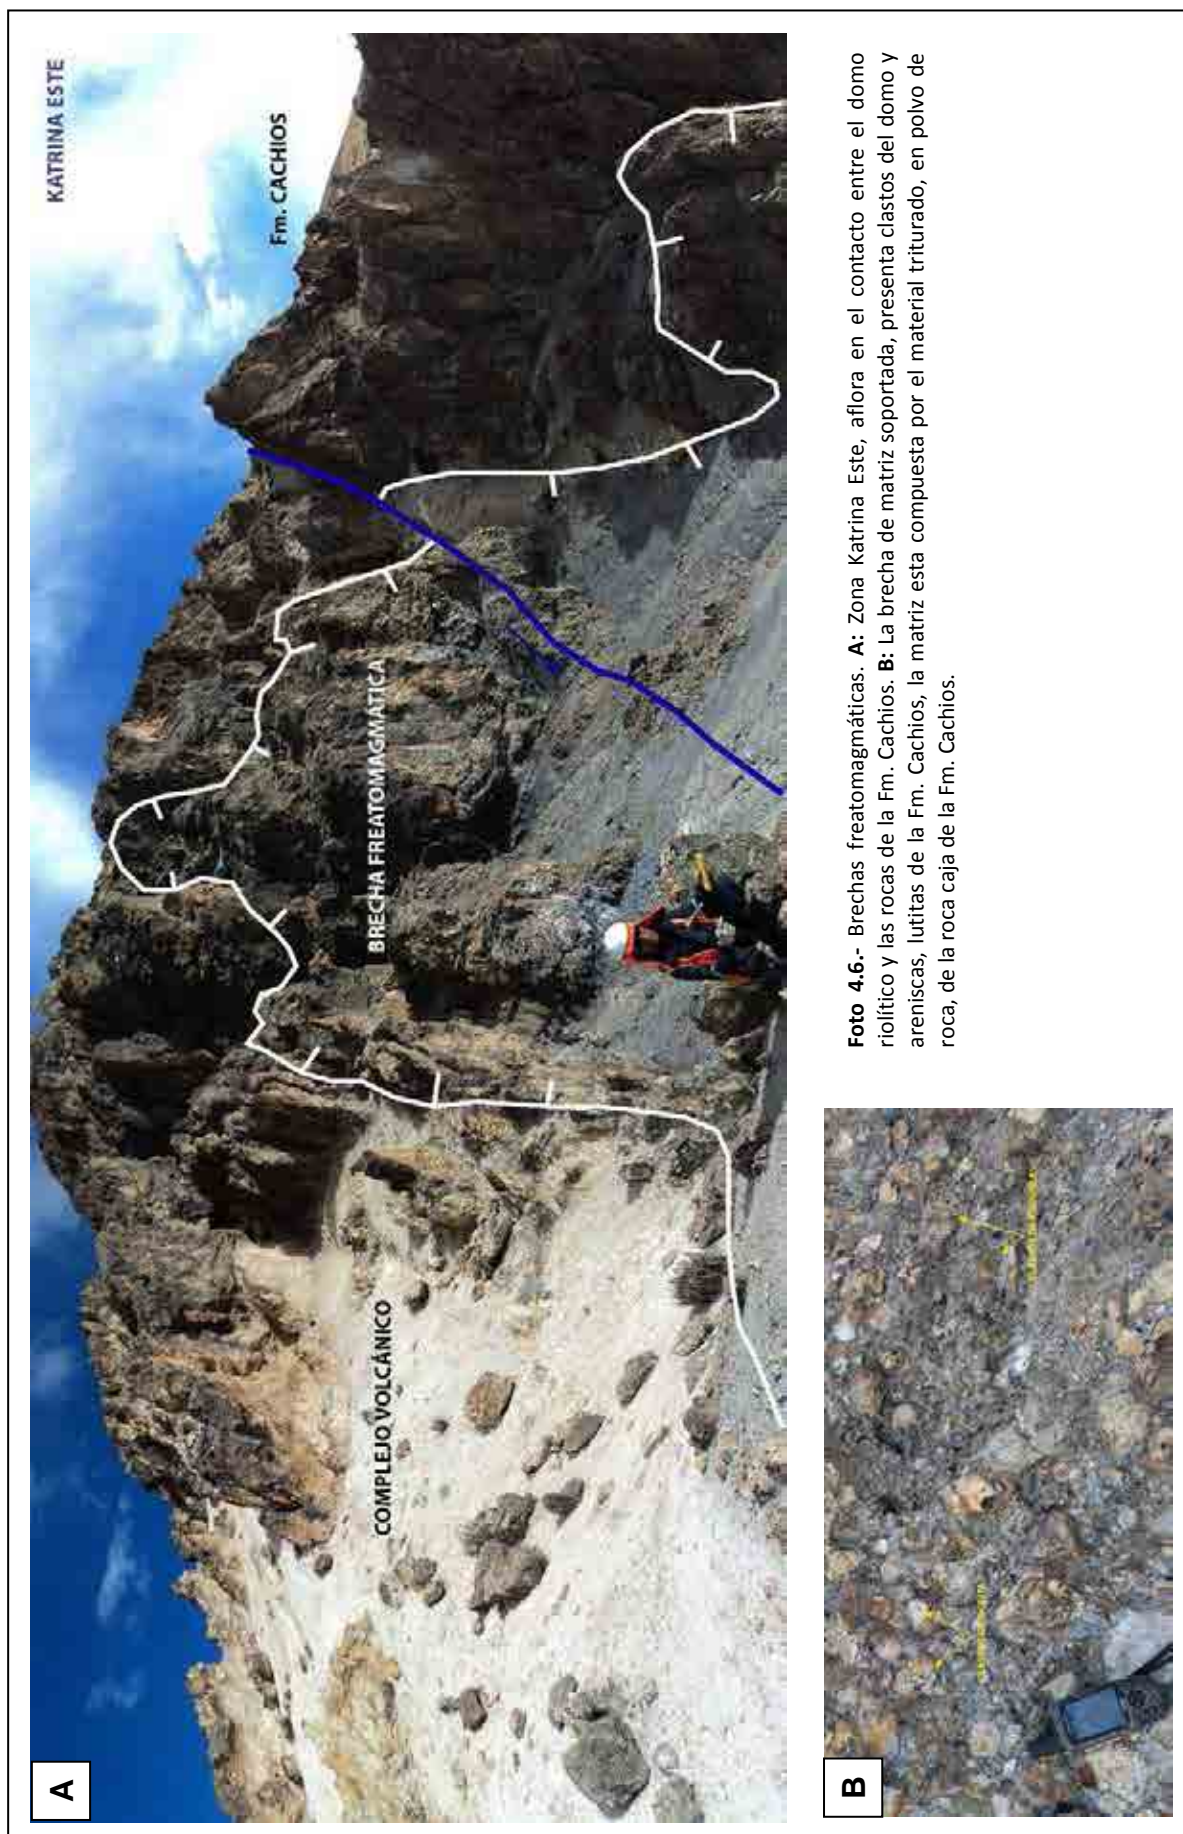 A
KATRINA ESTE
Fm. CACHIOS
BRECHA FREATOMAGMÁTICA
COMPLEJO VOLCÁNICO
B
Foto 4.6.- Brechas freatomagmáticas. A: Zona Katrina Este, aflora en el contacto entre el domo
riolítico y las rocas de la Fm. Cachios. B: La brecha de matriz soportada, presenta clastos del domo y
areniscas, lutitas de la Fm. Cachios, la matriz esta compuesta por el material triturado, en polvo de
roca, de la roca caja de la Fm. Cachios.